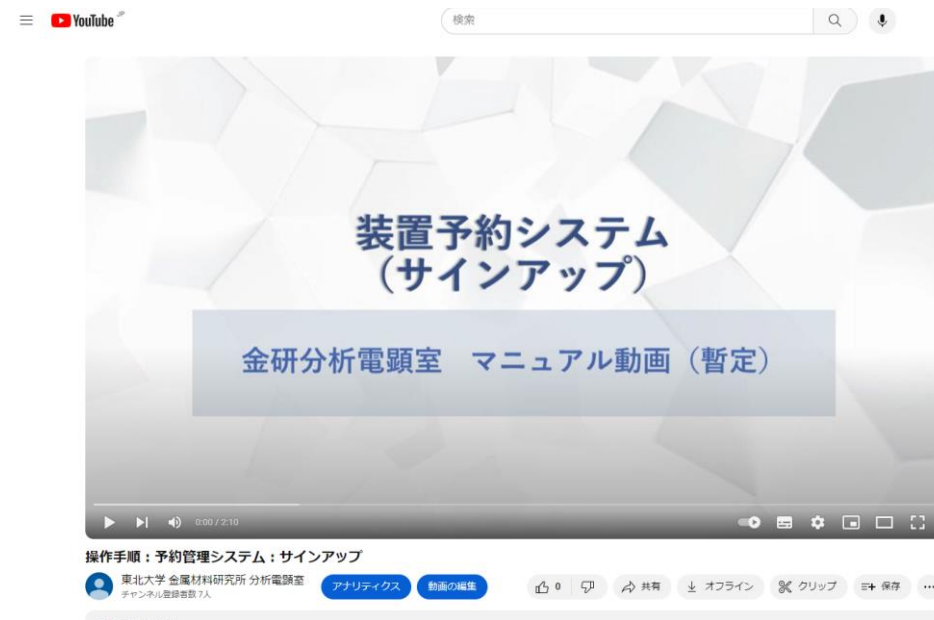 YouTube JP
検索
装置予約システム
（サインアップ）
金研分析電顕室　マニュアル動画（暫定）
0:00 / 2:10
操作手順：予約管理システム：サインアップ
東北大学 金属材料研究所 分析電顕室
チャンネル登録者数 7人
アナリティクス
動画の編集
0
共有
オフライン
クリップ
保存